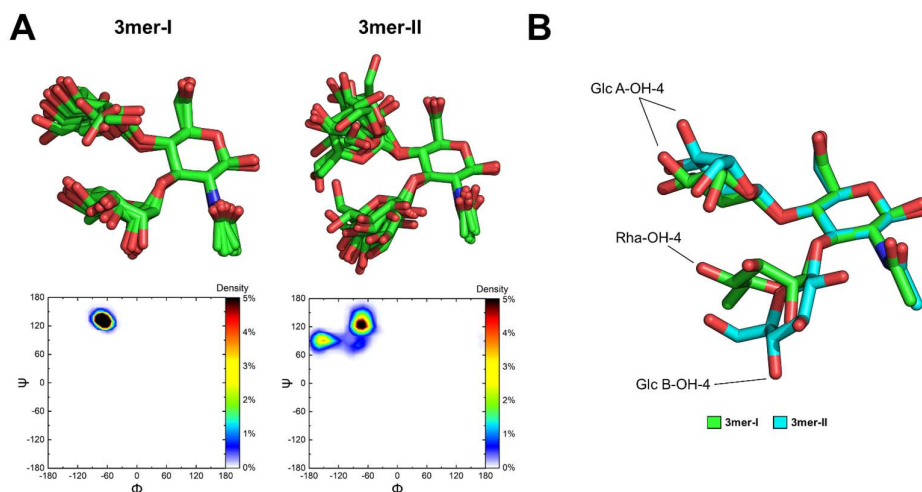 A
3mer-I
3mer-II
Density
5%
4%
3%
2%
1%
0%
180
120
60
0
-60
-120
-180
Ψ
-180 -120 -60 0 60 120 180
Φ
Density
5%
4%
3%
2%
1%
0%
180
120
60
0
-60
-120
-180
Ψ
-180 -120 -60 0 60 120 180
Φ
B
Glc A-OH-4
Rha-OH-4
Glc B-OH-4
3mer-I 3mer-II